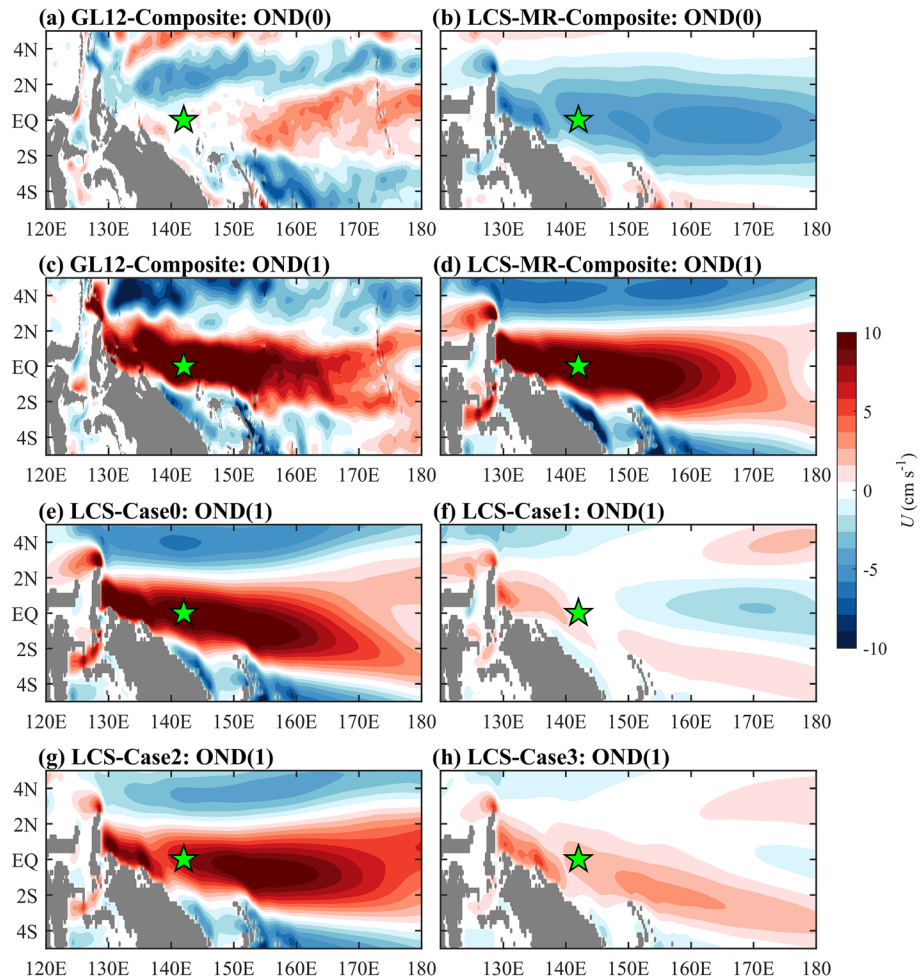 (a) GL12-Composite: OND(0)
(b) LCS-MR-Composite: OND(0)
4N
2N
EQ
2S
4S
120E 130E 140E 150E 160E 170E 180
130E 140E 150E 160E 170E 180
(c) GL12-Composite: OND(1)
(d) LCS-MR-Composite: OND(1)
4N
2N
EQ
2S
4S
120E 130E 140E 150E 160E 170E 180
130E 140E 150E 160E 170E 180
10
5
0
-5
-10
U (cm s⁻¹)
(e) LCS-Case0: OND(1)
(f) LCS-Case1: OND(1)
4N
2N
EQ
2S
4S
120E 130E 140E 150E 160E 170E 180
130E 140E 150E 160E 170E 180
(g) LCS-Case2: OND(1)
(h) LCS-Case3: OND(1)
4N
2N
EQ
2S
4S
120E 130E 140E 150E 160E 170E 180
130E 140E 150E 160E 170E 180